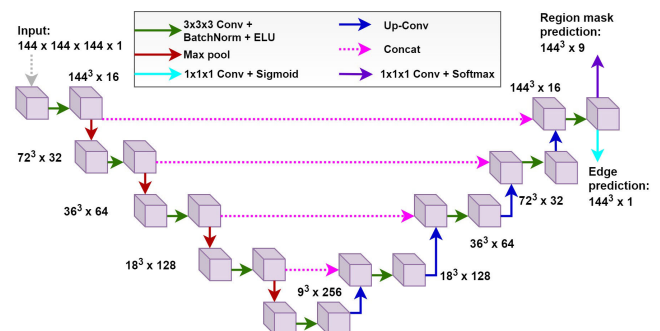 Input:
144 x 144 x 144 x 1
3x3x3 Conv +
BatchNorm + ELU
Max pool
1x1x1 Conv + Sigmoid
Up-Conv
Concat
1x1x1 Conv + Softmax
Region mask
prediction:
144³ x 9
144³ x 16
144³ x 16
72³ x 32
72³ x 32
Edge
prediction:
144³ x 1
36³ x 64
36³ x 64
18³ x 128
18³ x 128
9³ x 256